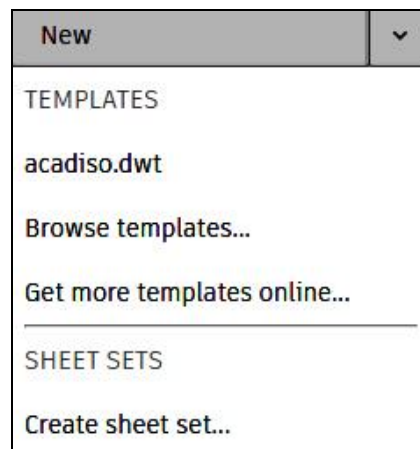 New
TEMPLATES
acadiso.dwt
Browse templates...
Get more templates online...
SHEET SETS
Create sheet set...